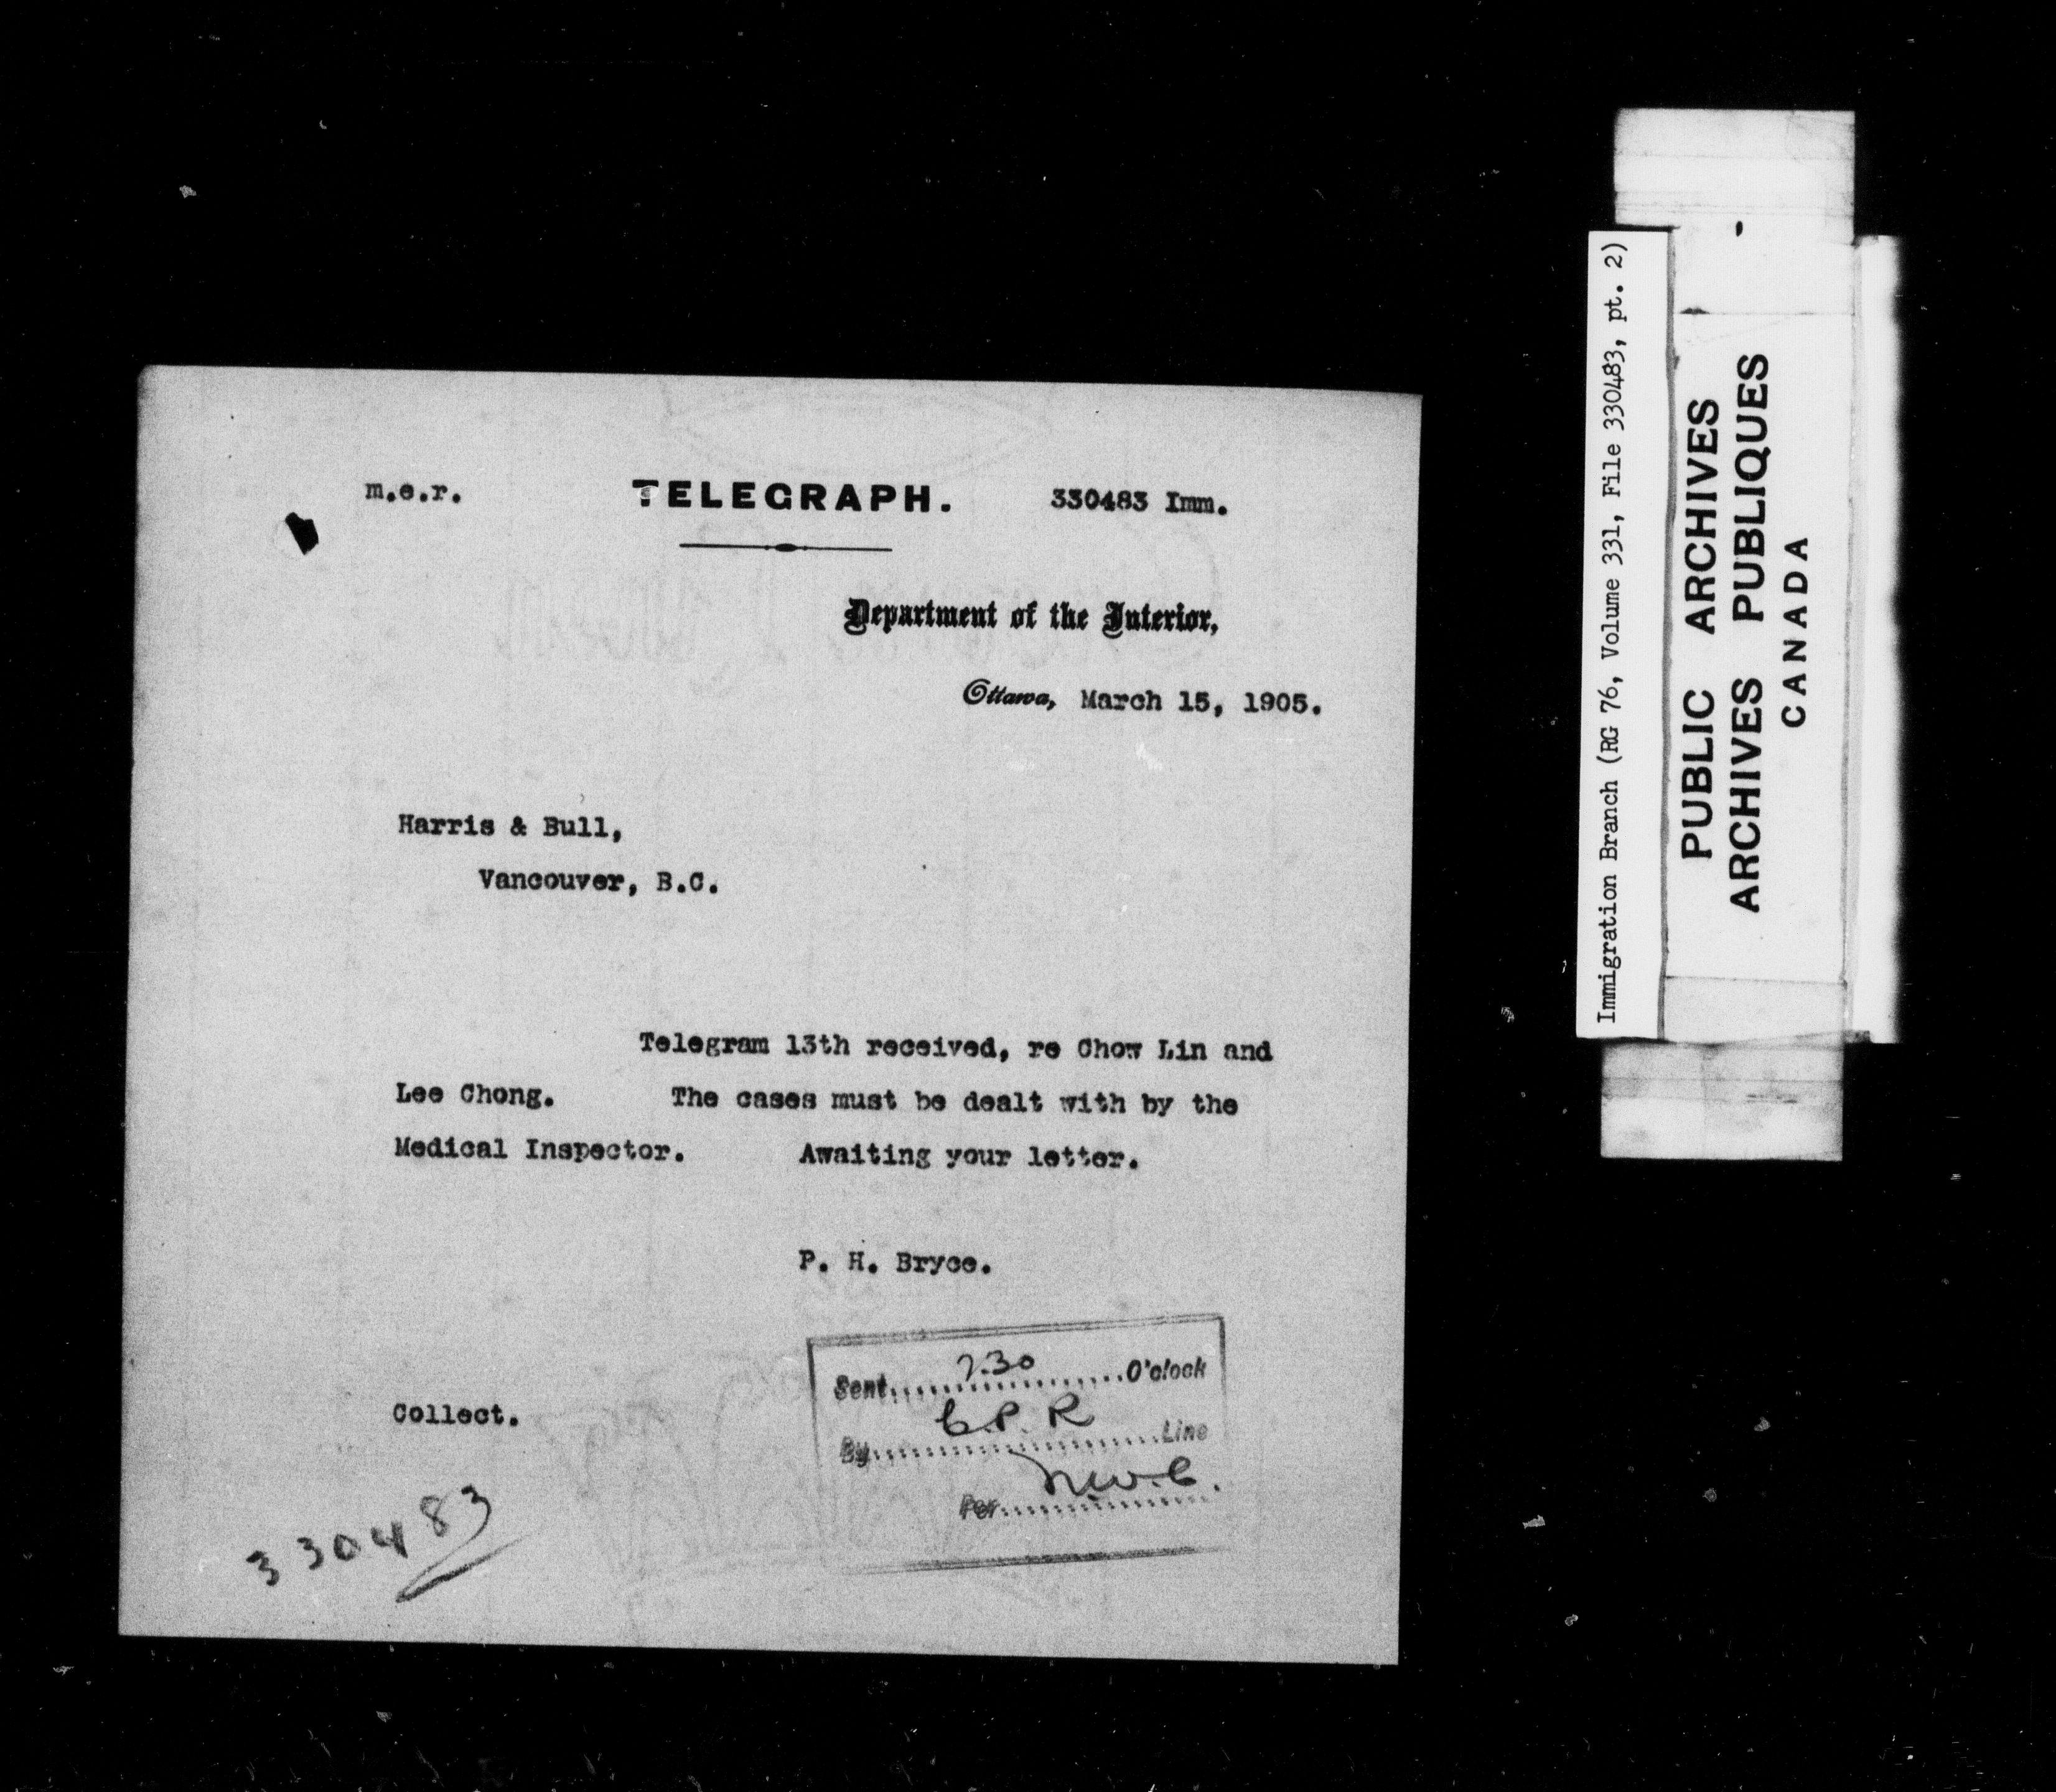 m.e.r. TELEGRAPH. 330483 Imm.
Department of the Interior,
Ottawa, March 15, 1905.
Harris & Bull,
Vancouver, B.C.
Telegram 13th received, re Chow Lin and
Lee Chong. The cases must be dealt with by the
Medical Inspector. Awaiting your letter.
P. H. Bryce.
Collect.
Sent 7.30 O'clock
By C.P.R Line
Per
330483
Immigration Branch (RG 76, Volume 331, File 330483, pt. 2)
PUBLIC ARCHIVES
ARCHIVES PUBLIQUES
CANADA